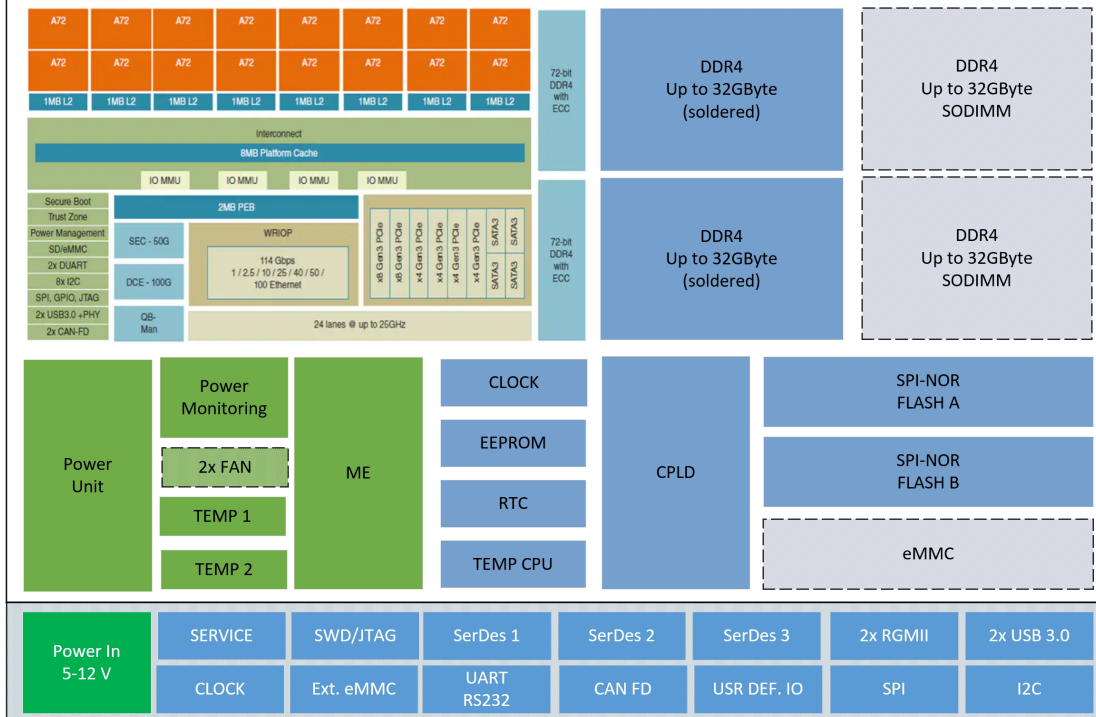 A72 A72 A72 A72 A72 A72 A72 A72
A72 A72 A72 A72 A72 A72 A72 A72
1MB L2 1MB L2 1MB L2 1MB L2 1MB L2 1MB L2 1MB L2 1MB L2
72-bit
DDR4
with
ECC
Interconnect
8MB Platform Cache
IO MMU IO MMU IO MMU IO MMU
Secure Boot
Trust Zone
Power Management
SD/eMMC
2x DUART
8x I2C
SPI, GPIO, JTAG
2x USB3.0 +PHY
2x CAN-FD
2MB PEB
SEC - 50G
DCE - 100G
QB-
Man
WRIOP
114 Gbps
1 / 2.5 / 10 / 25 / 40 / 50 /
100 Ethernet
x8 Gen3 PCIe
x8 Gen3 PCIe
x4 Gen3 PCIe
x4 Gen3 PCIe
x4 Gen3 PCIe
x4 Gen3 PCIe
SATA3 SATA3
SATA3 SATA3
24 lanes @ up to 25GHz
72-bit
DDR4
with
ECC
DDR4
Up to 32GByte
(soldered)
DDR4
Up to 32GByte
SODIMM
DDR4
Up to 32GByte
(soldered)
DDR4
Up to 32GByte
SODIMM
Power
Unit
Power
Monitoring
2x FAN
TEMP 1
TEMP 2
ME
CLOCK
EEPROM
RTC
TEMP CPU
CPLD
SPI-NOR
FLASH A
SPI-NOR
FLASH B
eMMC
Power In
5-12 V
SERVICE
SWD/JTAG
SerDes 1
SerDes 2
SerDes 3
2x RGMII
2x USB 3.0
CLOCK
Ext. eMMC
UART
RS232
CAN FD
USR DEF. IO
SPI
I2C